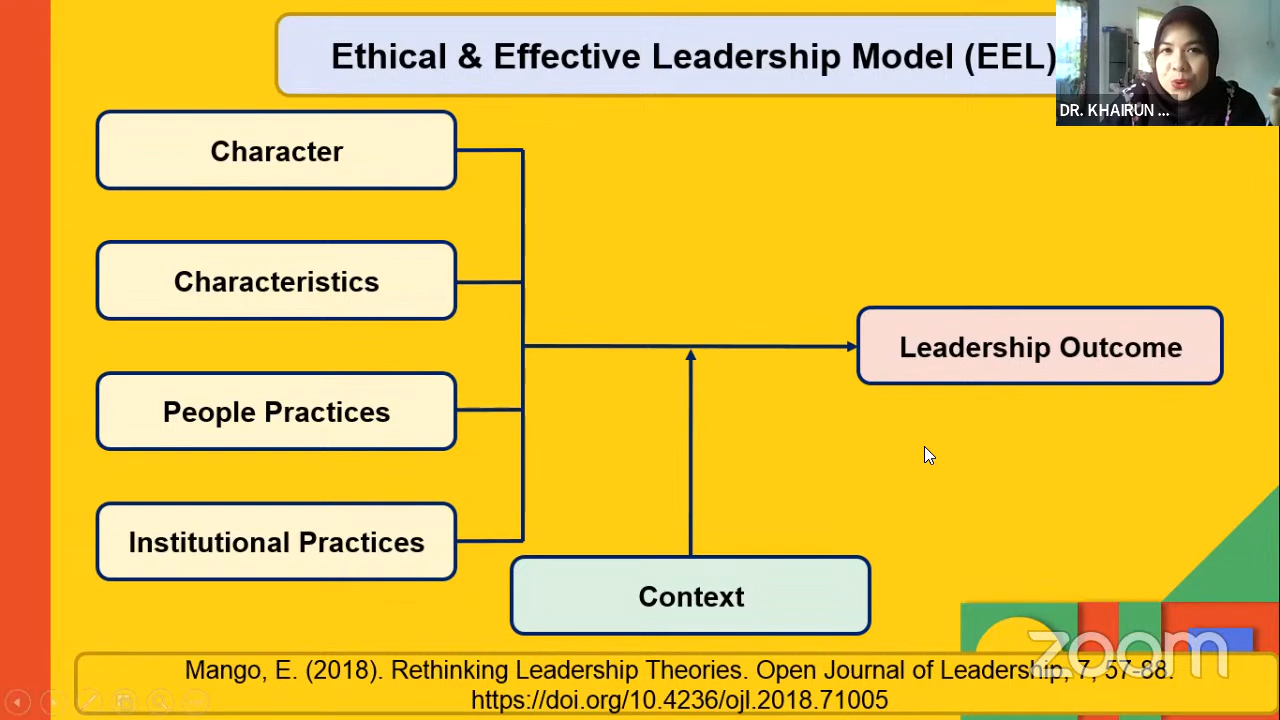 Ethical & Effective Leadership Model (EEL)
DR. KHAIRUN ...
Character
Characteristics
People Practices
Institutional Practices
Leadership Outcome
Context
zoom
Mango, E. (2018). Rethinking Leadership Theories. Open Journal of Leadership, 7, 57-88.
https://doi.org/10.4236/ojl.2018.71005